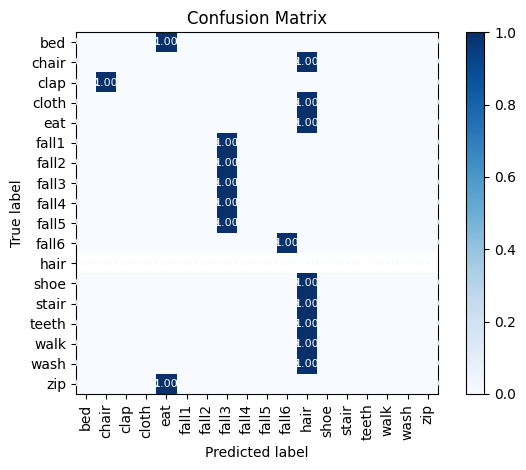 Confusion Matrix
True label
bed 1.00
chair 1.00
clap 1.00
cloth 1.00
eat 1.00
fall1 1.00
fall2 1.00
fall3 1.00
fall4 1.00
fall5 1.00
fall6 1.00
hair
shoe 1.00
stair 1.00
teeth 1.00
walk 1.00
wash 1.00
zip 1.00
bed chair clap cloth eat fall1 fall2 fall3 fall4 fall5 fall6 hair shoe stair teeth walk wash zip
Predicted label
1.0
0.8
0.6
0.4
0.2
0.0